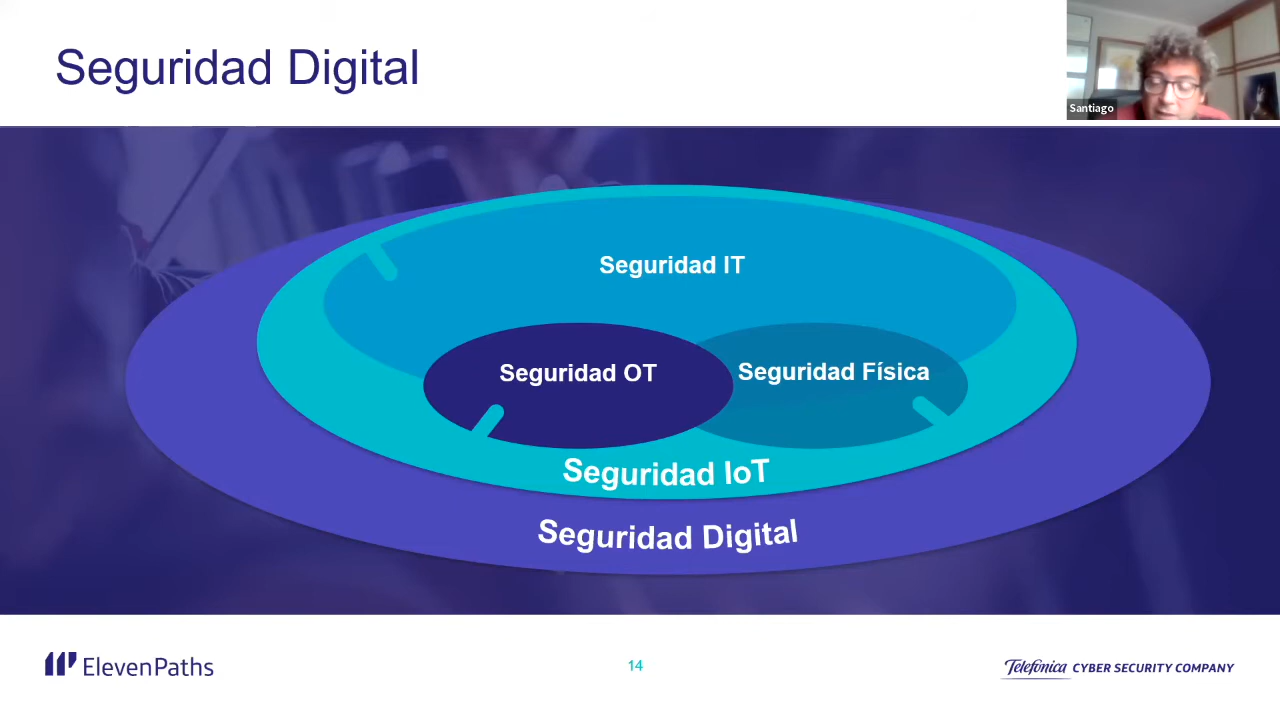 Seguridad Digital
Santiago
Seguridad IT
Seguridad OT
Seguridad Física
Seguridad IoT
Seguridad Digital
ElevenPaths
14
Telefónica CYBER SECURITY COMPANY